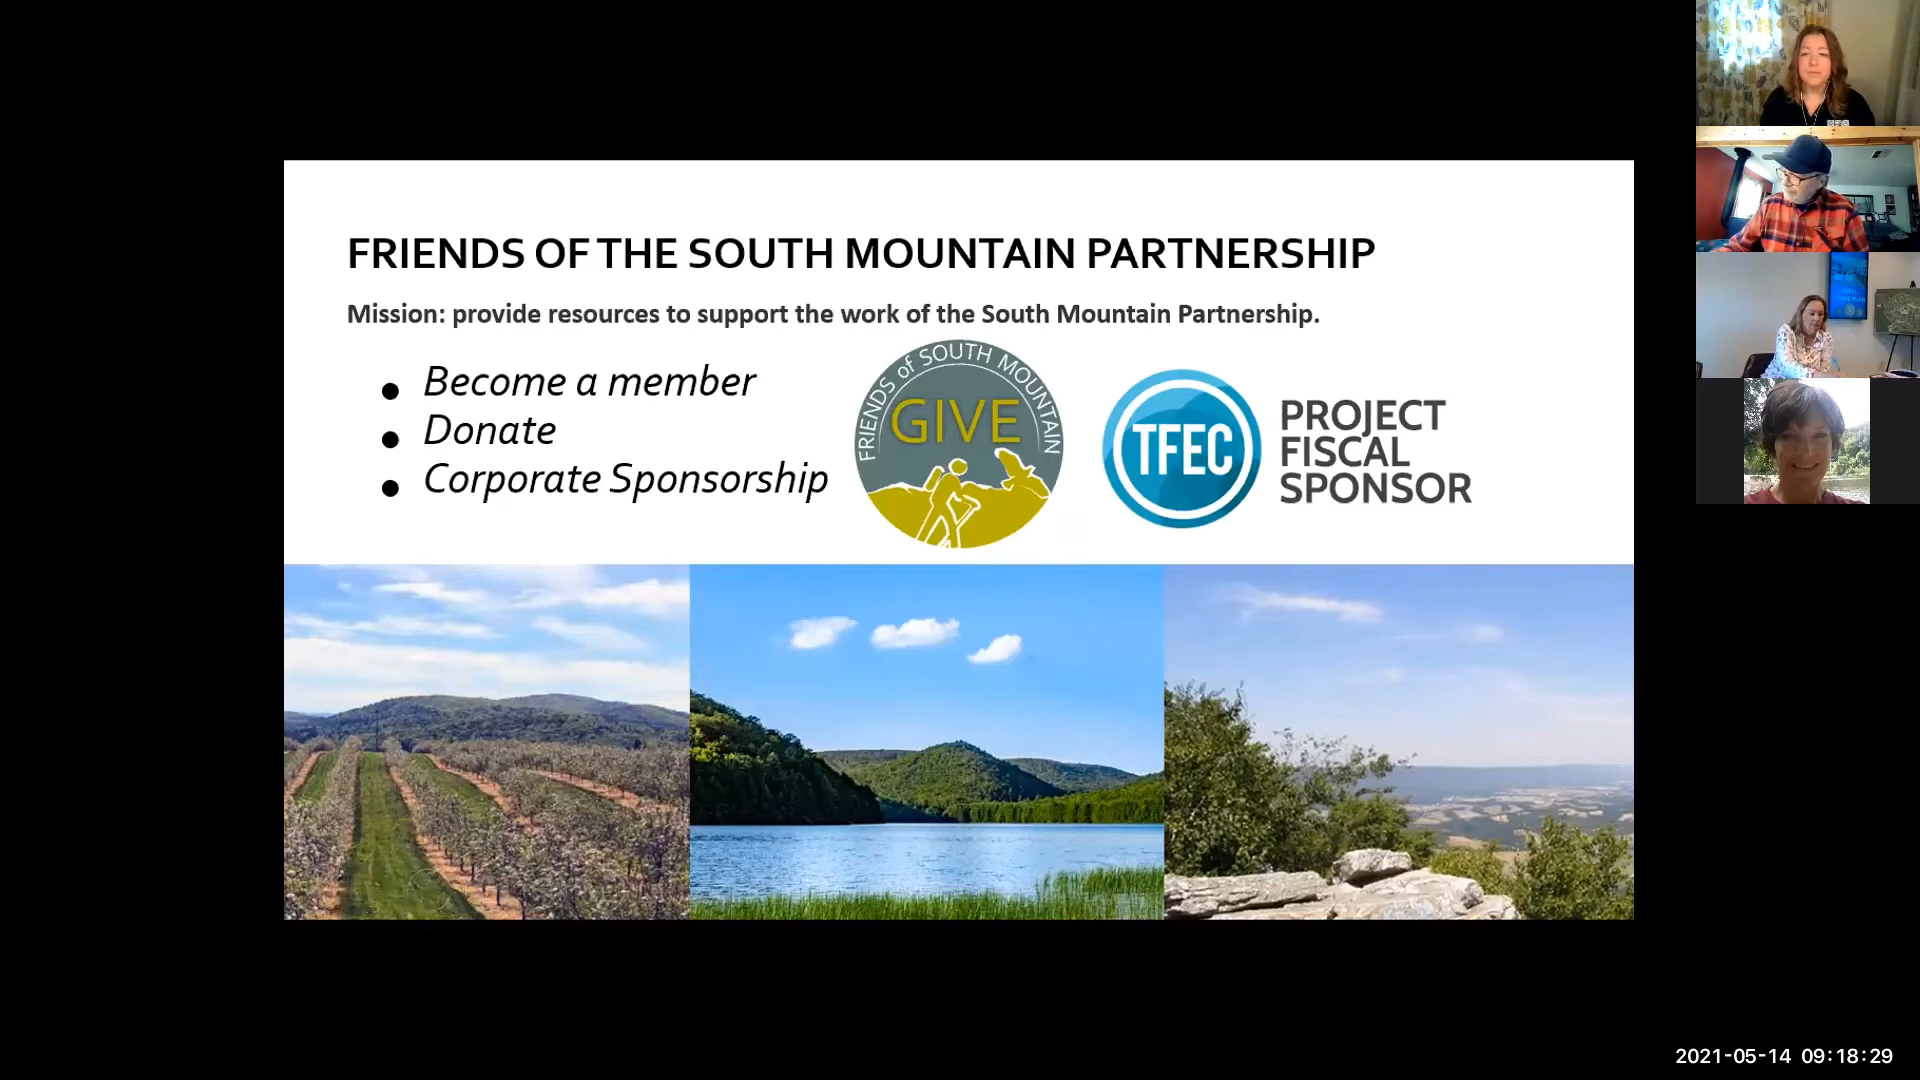 FRIENDS OF THE SOUTH MOUNTAIN PARTNERSHIP
Mission: provide resources to support the work of the South Mountain Partnership.
Become a member
Donate
Corporate Sponsorship
FRIENDS of SOUTH MOUNTAIN
GIVE
TFEC
PROJECT
FISCAL
SPONSOR
2021-05-14 09:18:29